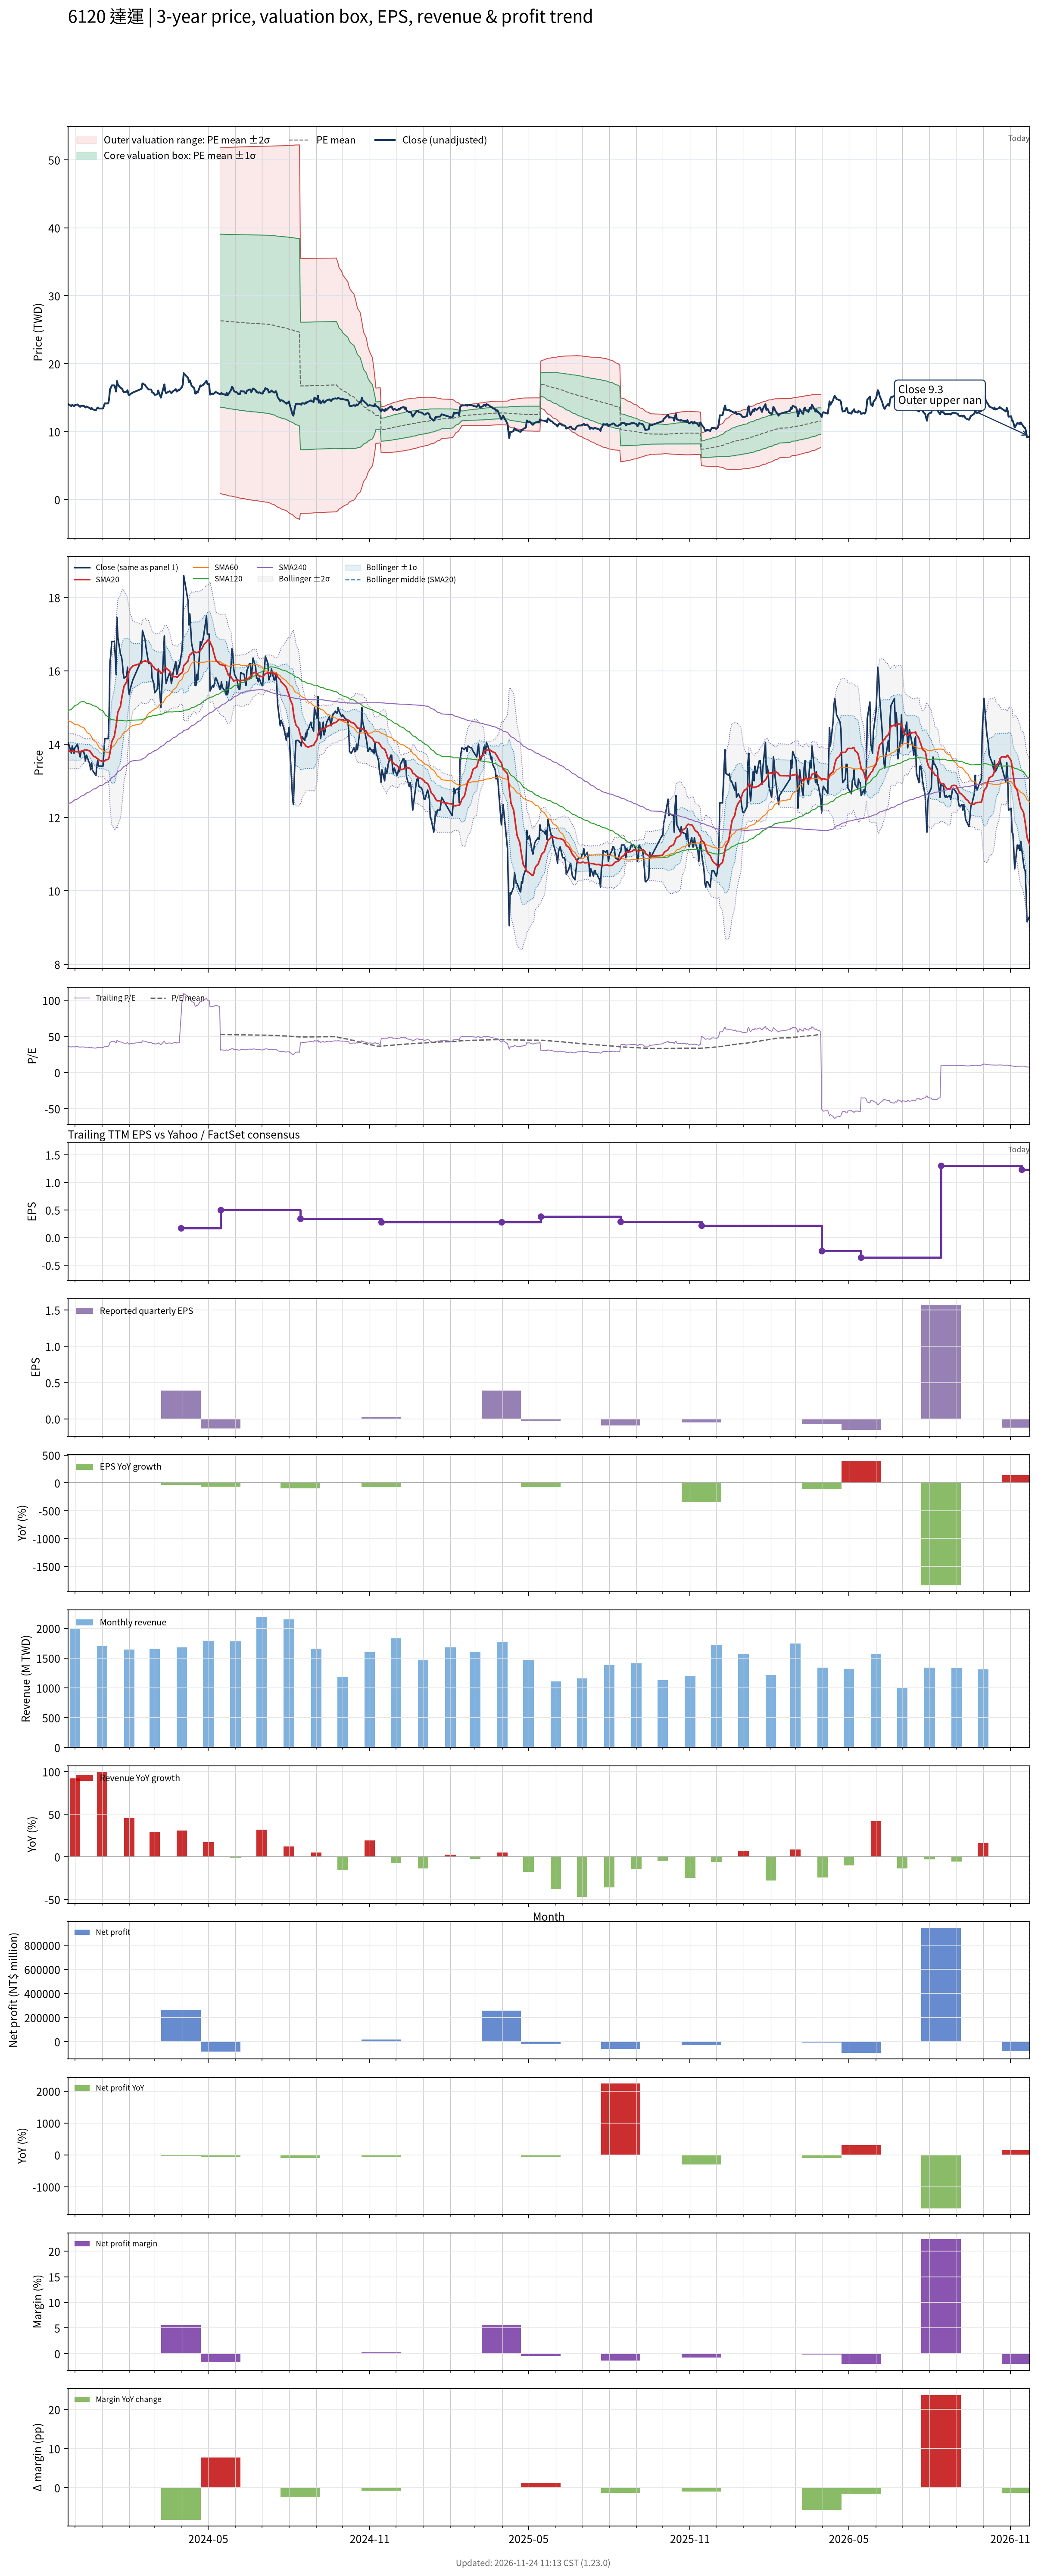 6120 達運 | 3-year price, valuation box, EPS, revenue & profit trend
Outer valuation range: PE mean ±2σ
Core valuation box: PE mean ±1σ
PE mean
Close (unadjusted)
Today
Close 9.3
Outer upper nan
Price (TWD)
50
40
30
20
10
0
Close (same as panel 1)
SMA20
SMA60
SMA120
SMA240
Bollinger ±2σ
Bollinger ±1σ
Bollinger middle (SMA20)
Price
18
16
14
12
10
8
Trailing P/E
P/E mean
P/E
100
50
0
-50
Trailing TTM EPS vs Yahoo / FactSet consensus
Today
EPS
1.5
1.0
0.5
0.0
-0.5
Reported quarterly EPS
EPS
1.5
1.0
0.5
0.0
EPS YoY growth
YoY (%)
500
0
-500
-1000
-1500
Monthly revenue
Revenue (M TWD)
2000
1500
1000
500
0
Revenue YoY growth
YoY (%)
100
50
0
-50
Month
Net profit
Net profit (NT$ million)
800000
600000
400000
200000
0
Net profit YoY
YoY (%)
2000
1000
0
-1000
Net profit margin
Margin (%)
20
15
10
5
0
Margin YoY change
Δ margin (pp)
20
10
0
2024-05
2024-11
2025-05
2025-11
2026-05
2026-11
Updated: 2026-11-24 11:13 CST (1.23.0)